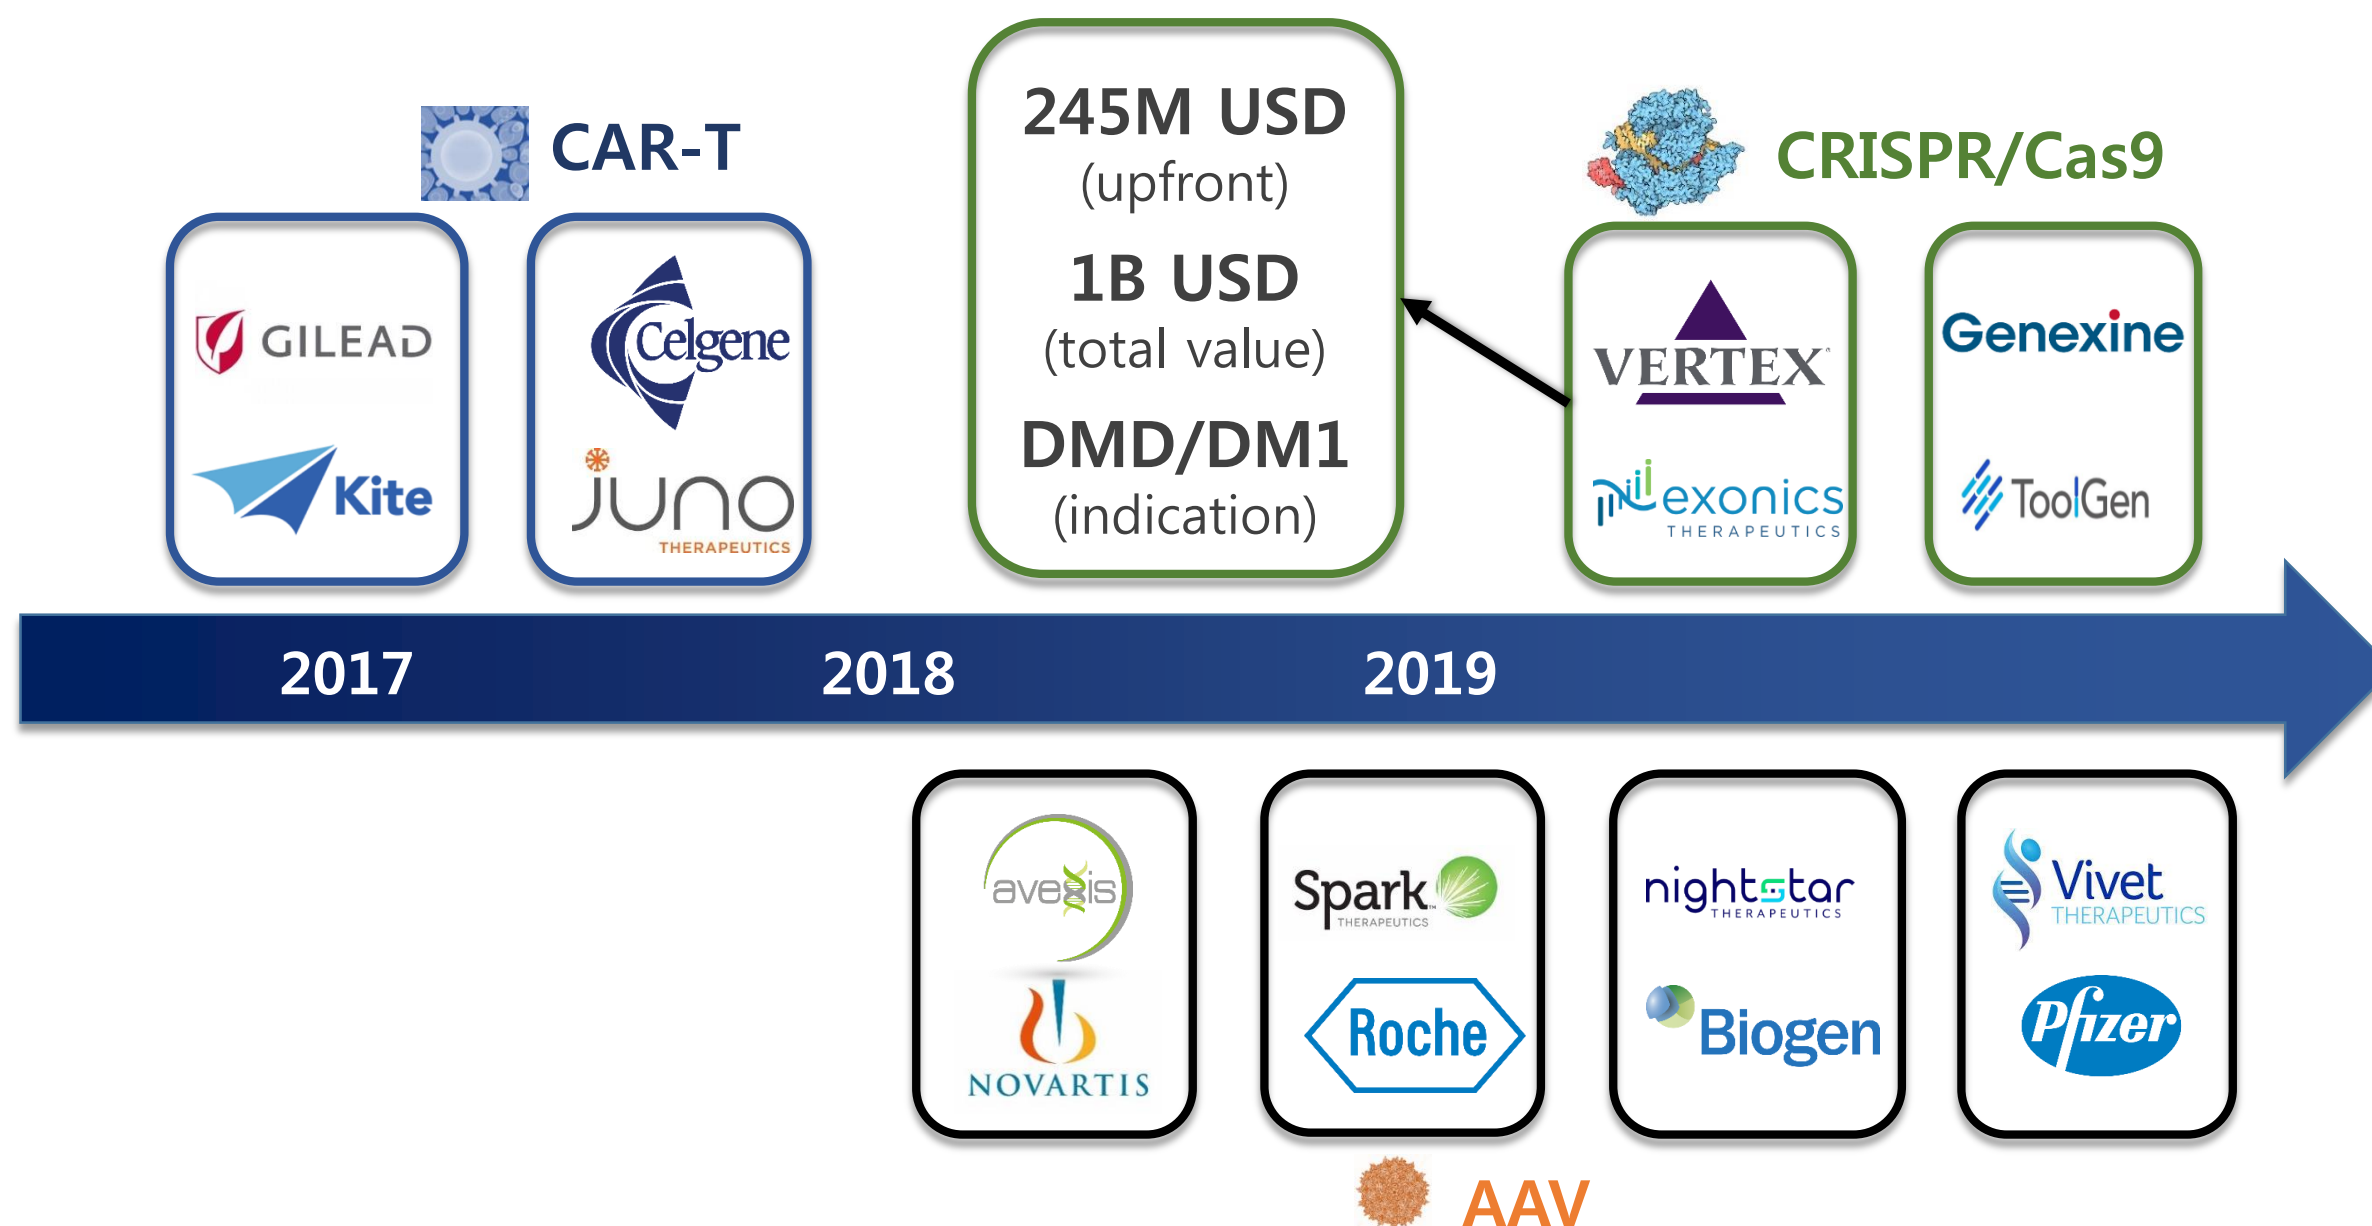 CAR-T
GILEAD
Kite
Celgene
juno
THERAPEUTICS
245M USD
(upfront)
1B USD
(total value)
DMD/DM1
(indication)
CRISPR/Cas9
VERTEX
exonics
THERAPEUTICS
Genexine
ToolGen
2017
2018
2019
avexis
NOVARTIS
Spark
THERAPEUTICS
Roche
nightstar
THERAPEUTICS
Biogen
Vivet
THERAPEUTICS
Pfizer
AAV